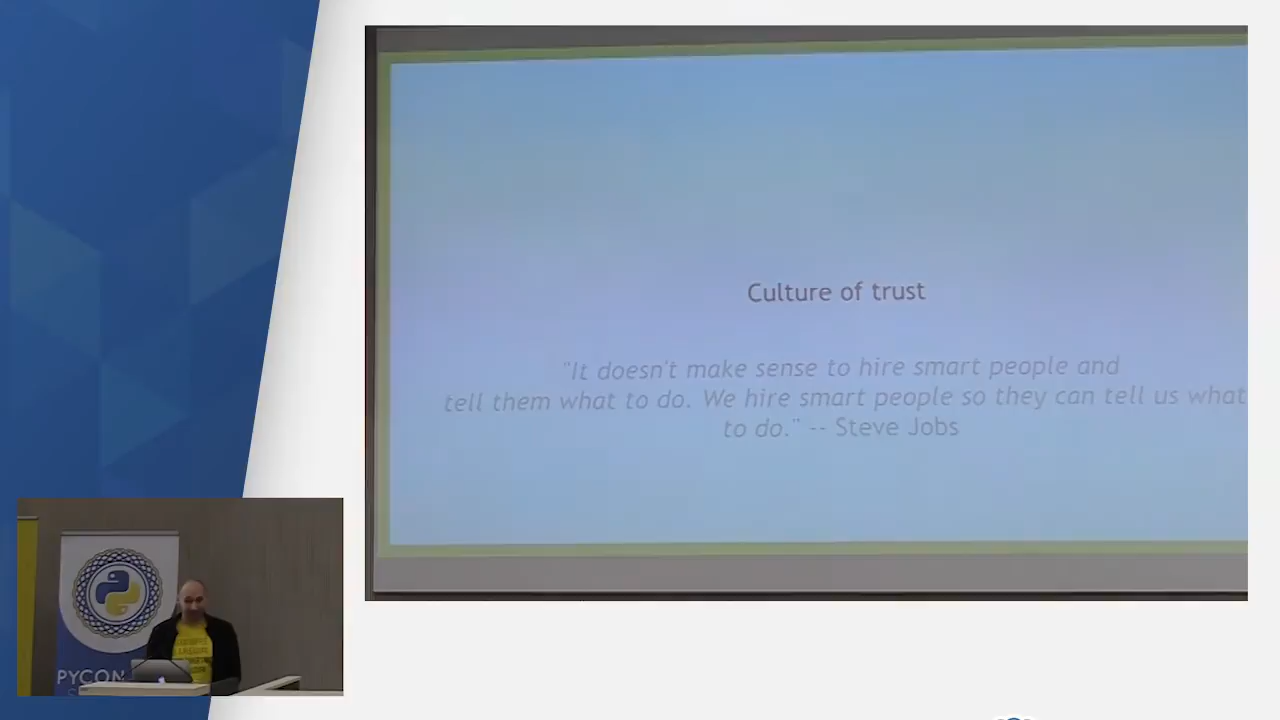 Culture of trust
"It doesn't make sense to hire smart people and
tell them what to do. We hire smart people so they can tell us what
to do." -- Steve Jobs
PYCON